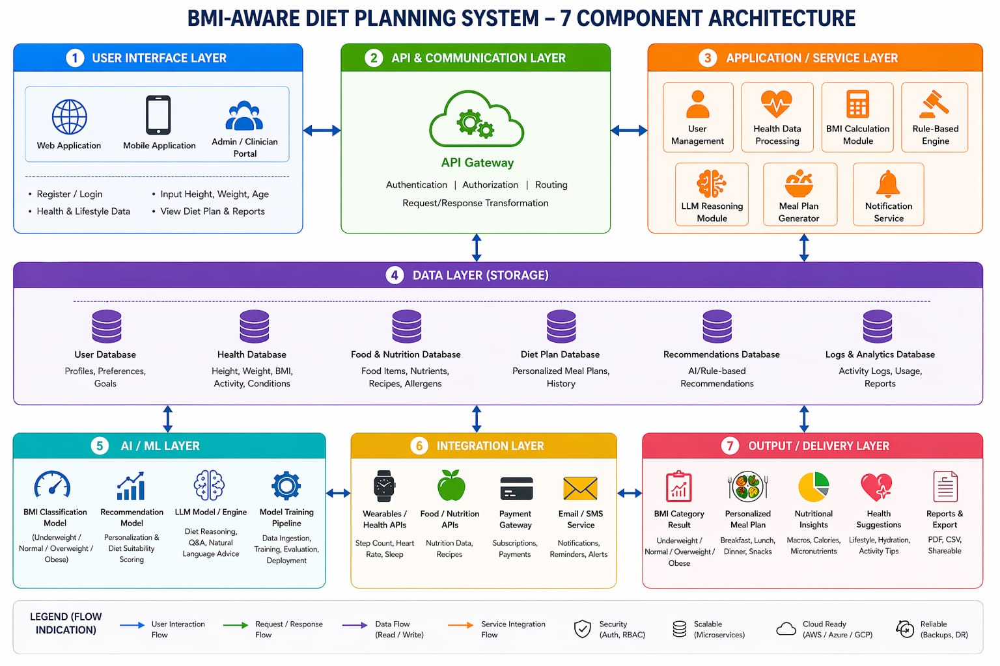 BMI-AWARE DIET PLANNING SYSTEM – 7 COMPONENT ARCHITECTURE
1 USER INTERFACE LAYER
Web Application
Mobile Application
Admin / Clinician
Portal
• Register / Login
• Input Height, Weight, Age
• Health & Lifestyle Data
• View Diet Plan & Reports
2 API & COMMUNICATION LAYER
API Gateway
Authentication | Authorization | Routing
Request/Response Transformation
3 APPLICATION / SERVICE LAYER
User
Management
Health Data
Processing
BMI Calculation
Module
Rule-Based
Engine
LLM Reasoning
Module
Meal Plan
Generator
Notification
Service
4 DATA LAYER (STORAGE)
User Database
Profiles, Preferences,
Goals
Health Database
Height, Weight, BMI,
Activity, Conditions
Food & Nutrition Database
Food Items, Nutrients,
Recipes, Allergens
Diet Plan Database
Personalized Meal Plans,
History
Recommendations Database
AI/Rule-based
Recommendations
Logs & Analytics Database
Activity Logs, Usage,
Reports
5 AI / ML LAYER
BMI Classification
Model
(Underweight /
Normal / Overweight /
Obese)
Recommendation
Model
Personalization &
Diet Suitability
Scoring
LLM Model / Engine
Diet Reasoning,
Q&A, Natural
Language Advice
Model Training
Pipeline
Data Ingestion,
Training, Evaluation,
Deployment
6 INTEGRATION LAYER
Wearables /
Health APIs
Step Count, Heart
Rate, Sleep
Food / Nutrition
APIs
Nutrition Data,
Recipes
Payment
Gateway
Subscriptions,
Payments
Email / SMS
Service
Notifications,
Reminders, Alerts
7 OUTPUT / DELIVERY LAYER
BMI Category
Result
Underweight /
Normal / Overweight /
Obese
Personalized
Meal Plan
Breakfast, Lunch,
Dinner, Snacks
Nutritional
Insights
Macros, Calories,
Micronutrients
Health
Suggestions
Lifestyle, Hydration,
Activity Tips
Reports &
Export
PDF, CSV,
Shareable
LEGEND (FLOW
INDICATION)
User Interaction
Flow
Request / Response
Flow
Data Flow
(Read / Write)
Service Integration
Flow
Security
(Auth, RBAC)
Scalable
(Microservices)
Cloud Ready
(AWS / Azure / GCP)
Reliable
(Backups, DR)